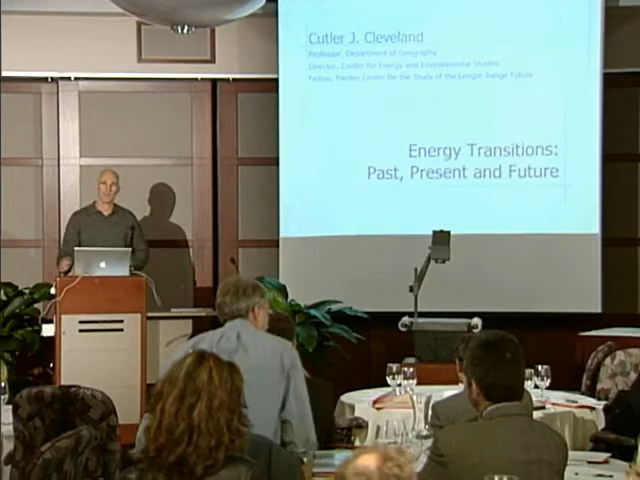 Cutler J. Cleveland
Professor, Department of Geography
Director, Center for Energy and Environmental Studies
Fellow, Pardee Center for the Study of the Longer Range Future
Energy Transitions:
Past, Present and Future